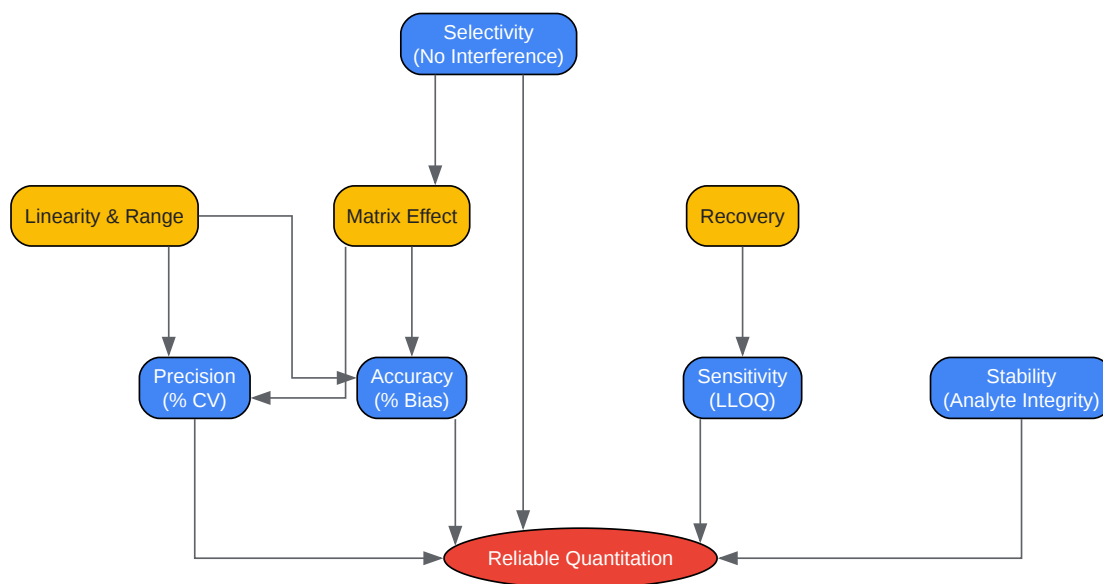 Selectivity
(No Interference)
Linearity & Range
Matrix Effect
Recovery
Precision
(% CV)
Accuracy
(% Bias)
Sensitivity
(LLOQ)
Stability
(Analyte Integrity)
Reliable Quantitation